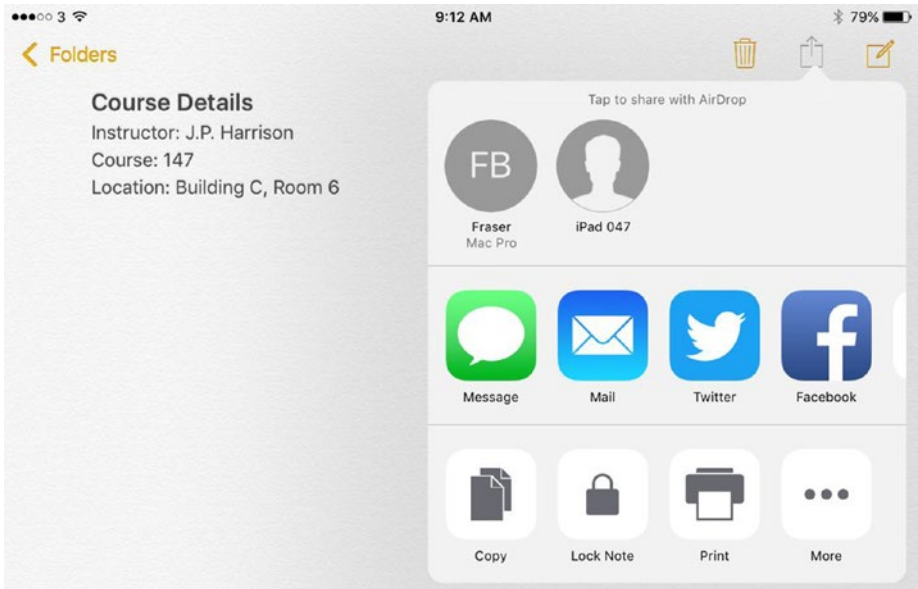 3 9:12 AM 79%
Folders
Course Details
Instructor: J.P. Harrison
Course: 147
Location: Building C, Room 6
Tap to share with AirDrop
FB
Fraser iPad 047
Mac Pro
Message Mail Twitter Facebook
Copy Lock Note Print More